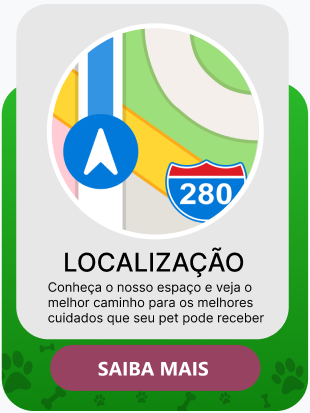 280
LOCALIZAÇÃO
Conheça o nosso espaço e veja o
melhor caminho para os melhores
cuidados que seu pet pode receber
SAIBA MAIS